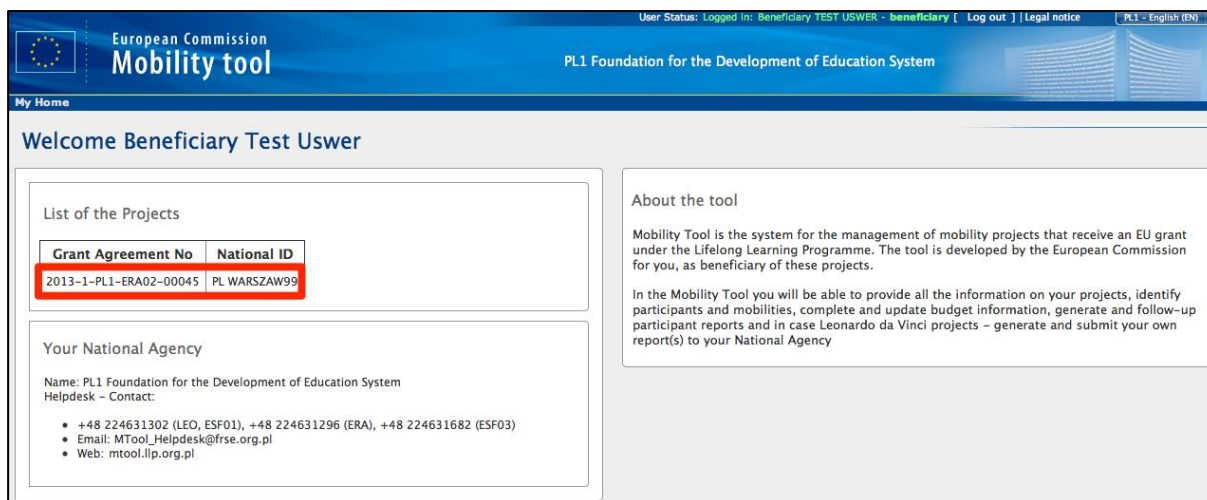 User Status: Logged In: Beneficiary TEST USWER - beneficiary [ Log out ] | Legal notice
PL1 - English (EN)
European Commission
Mobility tool
PL1 Foundation for the Development of Education System
My Home
Welcome Beneficiary Test Uswer
List of the Projects
Grant Agreement No National ID
2013-1-PL1-ERA02-00045 PL WARSZAW99
Your National Agency
Name: PL1 Foundation for the Development of Education System
Helpdesk - Contact:
• +48 224631302 (LEO, ESF01), +48 224631296 (ERA), +48 224631682 (ESF03)
• Email: MTool_Helpdesk@frse.org.pl
• Web: mtool.llp.org.pl
About the tool
Mobility Tool is the system for the management of mobility projects that receive an EU grant
under the Lifelong Learning Programme. The tool is developed by the European Commission
for you, as beneficiary of these projects.
In the Mobility Tool you will be able to provide all the information on your projects, identify
participants and mobilities, complete and update budget information, generate and follow-up
participant reports and in case Leonardo da Vinci projects - generate and submit your own
report(s) to your National Agency